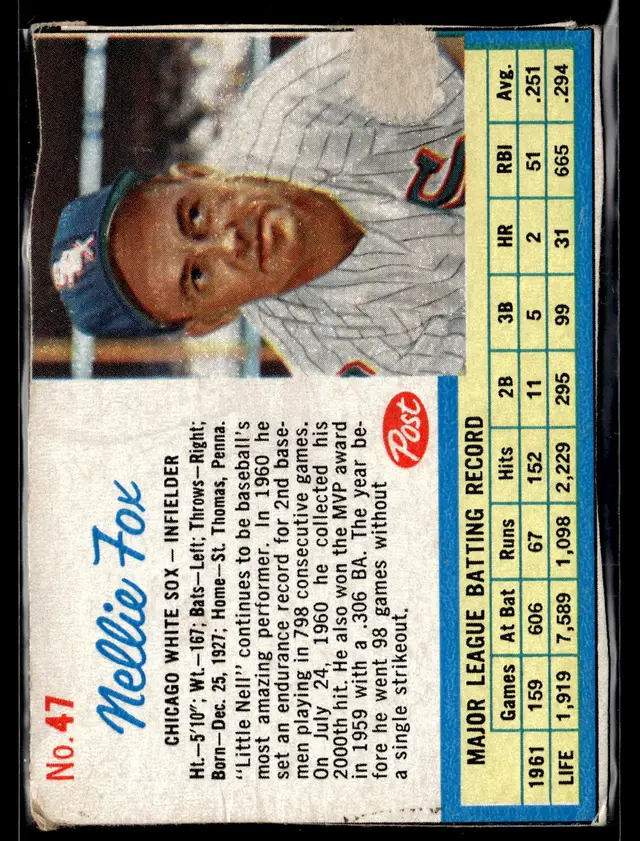 No. 47
Nellie Fox
CHICAGO WHITE SOX — INFIELDER
Ht.—5'10"; Wt.—167; Bats—Left; Throws—Right;
Born—Dec. 25, 1927; Home—St. Thomas, Penna.
"Little Nell" continues to be baseball's
most amazing performer. In 1960 he
set an endurance record for 2nd base-
men playing in 798 consecutive games.
On July 24, 1960 he collected his
2000th hit. He also won the MVP award
in 1959 with a .306 BA. The year be-
fore he went 98 games without
a single strikeout.
Post
MAJOR LEAGUE BATTING RECORD
Games At Bat Runs Hits 2B 3B HR RBI Avg.
1961 159 606 67 152 11 5 2 51 .251
LIFE 1,919 7,589 1,098 2,229 295 99 31 665 .294
SOX